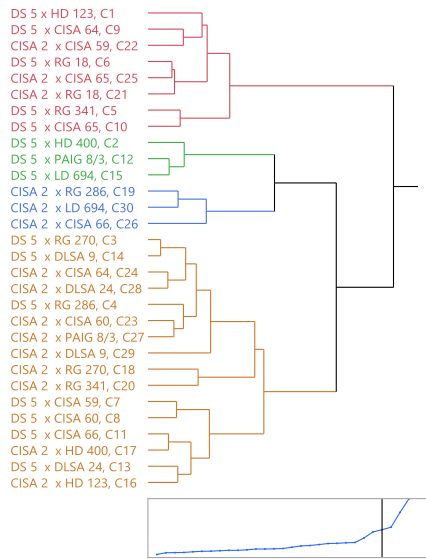 DS 5 x HD 123, C1
DS 5 x CISA 64, C9
CISA 2 x CISA 59, C22
DS 5 x RG 18, C6
CISA 2 x CISA 65, C25
CISA 2 x RG 18, C21
DS 5 x RG 341, C5
DS 5 x CISA 65, C10
DS 5 x HD 400, C2
DS 5 x PAIG 8/3, C12
DS 5 x LD 694, C15
CISA 2 x RG 286, C19
CISA 2 x LD 694, C30
CISA 2 x CISA 66, C26
DS 5 x RG 270, C3
DS 5 x DLSA 9, C14
CISA 2 x CISA 64, C24
CISA 2 x DLSA 24, C28
DS 5 x RG 286, C4
CISA 2 x CISA 60, C23
CISA 2 x PAIG 8/3, C27
CISA 2 x DLSA 9, C29
CISA 2 x RG 270, C18
CISA 2 x RG 341, C20
DS 5 x CISA 59, C7
DS 5 x CISA 60, C8
DS 5 x CISA 66, C11
CISA 2 x HD 400, C17
DS 5 x DLSA 24, C13
CISA 2 x HD 123, C16